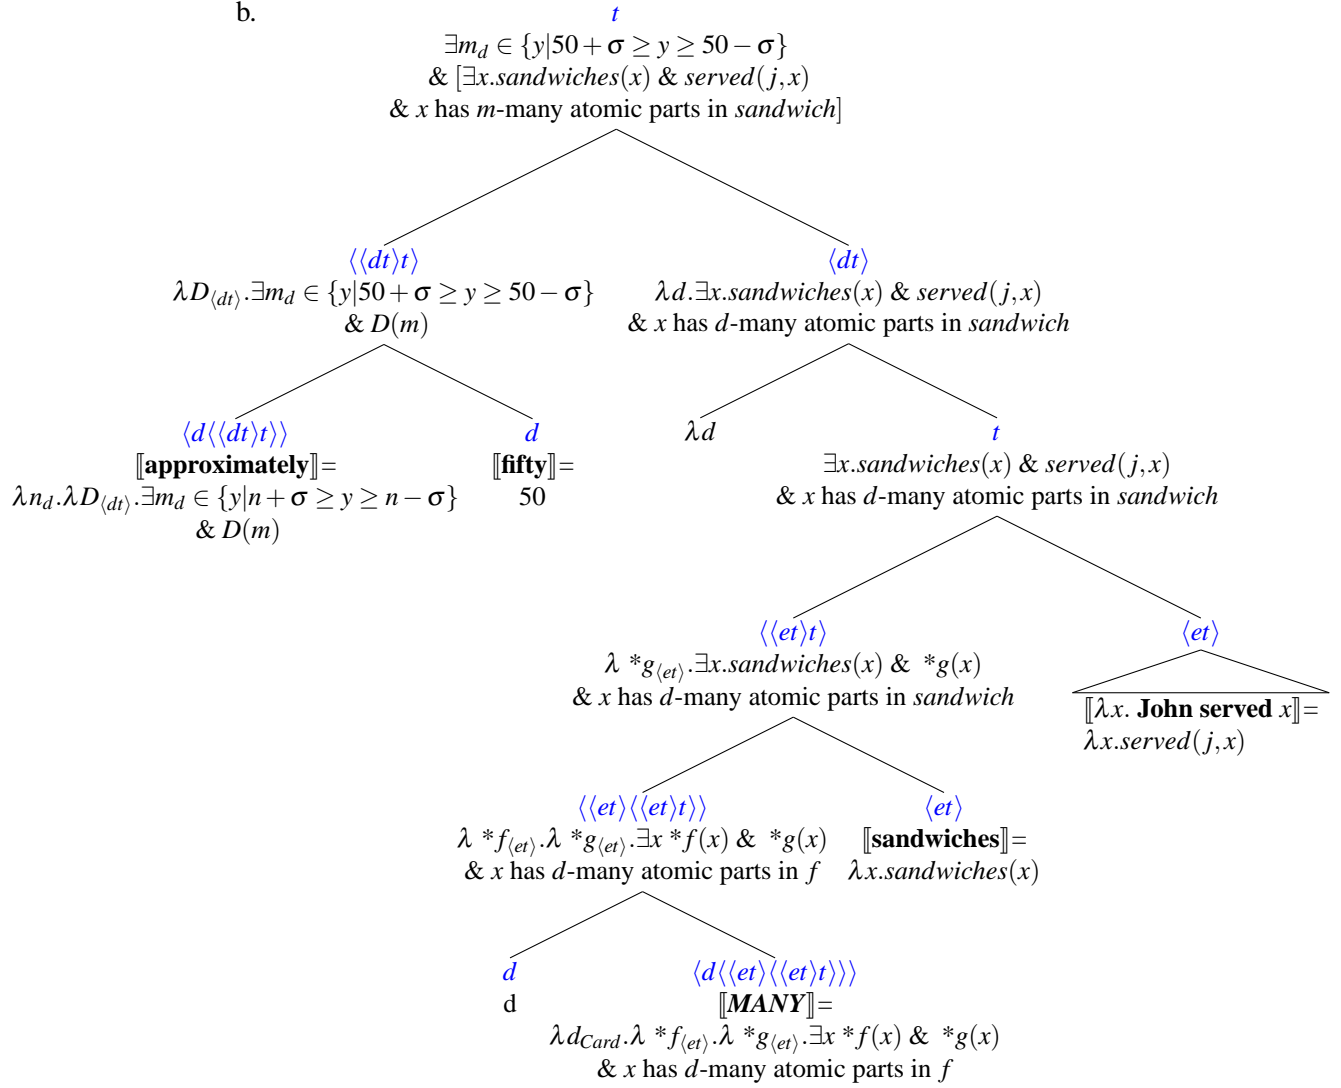 b.
t
∃m_d ∈ {y|50 + σ ≥ y ≥ 50 − σ}
& [∃x.sandwiches(x) & served(j,x)
& x has m-many atomic parts in sandwich]
⟨⟨dt⟩t⟩
λD_⟨dt⟩.∃m_d ∈ {y|50 + σ ≥ y ≥ 50 − σ}
& D(m)
⟨dt⟩
λd.∃x.sandwiches(x) & served(j,x)
& x has d-many atomic parts in sandwich
⟨d⟨⟨dt⟩t⟩⟩
⟦approximately⟧=
λn_d.λD_⟨dt⟩.∃m_d ∈ {y|n + σ ≥ y ≥ n − σ}
& D(m)
d
⟦fifty⟧=
50
λd
t
∃x.sandwiches(x) & served(j,x)
& x has d-many atomic parts in sandwich
⟨⟨et⟩t⟩
λ *g_⟨et⟩.∃x.sandwiches(x) & *g(x)
& x has d-many atomic parts in sandwich
⟨et⟩
⟦λx. John served x⟧=
λx.served(j,x)
⟨⟨et⟩⟨⟨et⟩t⟩⟩
λ *f_⟨et⟩.λ *g_⟨et⟩.∃x *f(x) & *g(x)
& x has d-many atomic parts in f
⟨et⟩
⟦sandwiches⟧=
λx.sandwiches(x)
d
d
⟨d⟨⟨et⟩⟨⟨et⟩t⟩⟩⟩
⟦MANY⟧=
λd_Card.λ *f_⟨et⟩.λ *g_⟨et⟩.∃x *f(x) & *g(x)
& x has d-many atomic parts in f